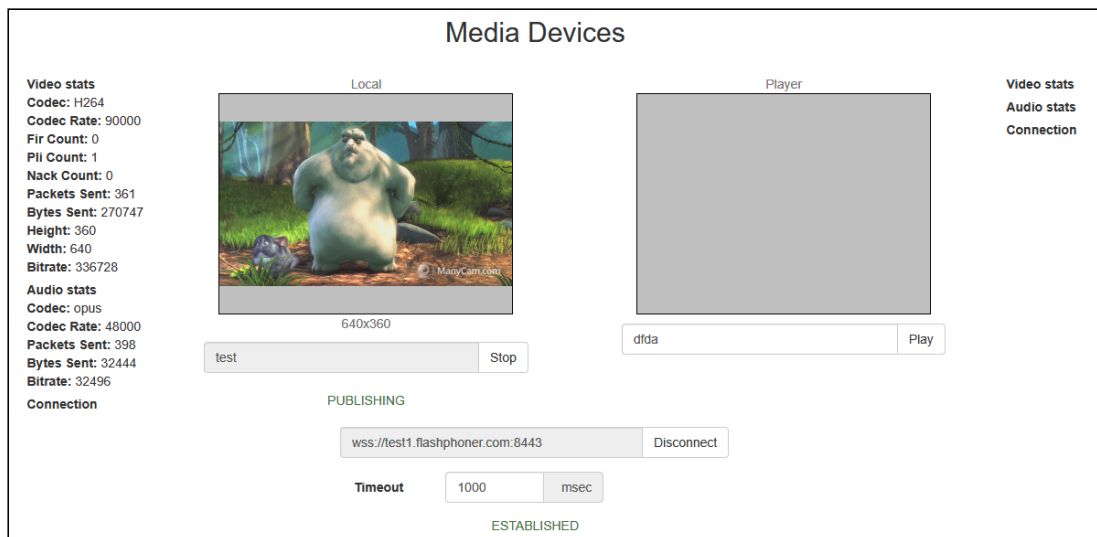 Media Devices
Video stats
Codec: H264
Codec Rate: 90000
Fir Count: 0
Pli Count: 1
Nack Count: 0
Packets Sent: 361
Bytes Sent: 270747
Height: 360
Width: 640
Bitrate: 336728
Audio stats
Codec: opus
Codec Rate: 48000
Packets Sent: 398
Bytes Sent: 32444
Bitrate: 32496
Connection
Local
ManyCam.com
640x360
test Stop
PUBLISHING
Player
dfda Play
Video stats
Audio stats
Connection
wss://test1.flashphoner.com:8443 Disconnect
Timeout 1000 msec
ESTABLISHED